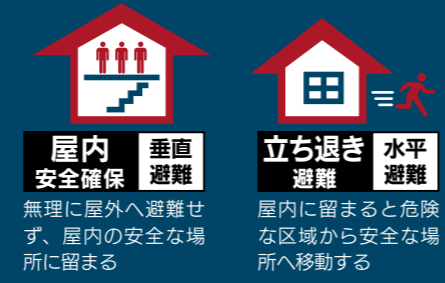 屋内
安全確保
垂直
避難
無理に屋外へ避難せ
ず、屋内の安全な場
所に留まる
立ち退き
避難
水平
避難
屋内に留まると危険
な区域から安全な場
所へ移動する